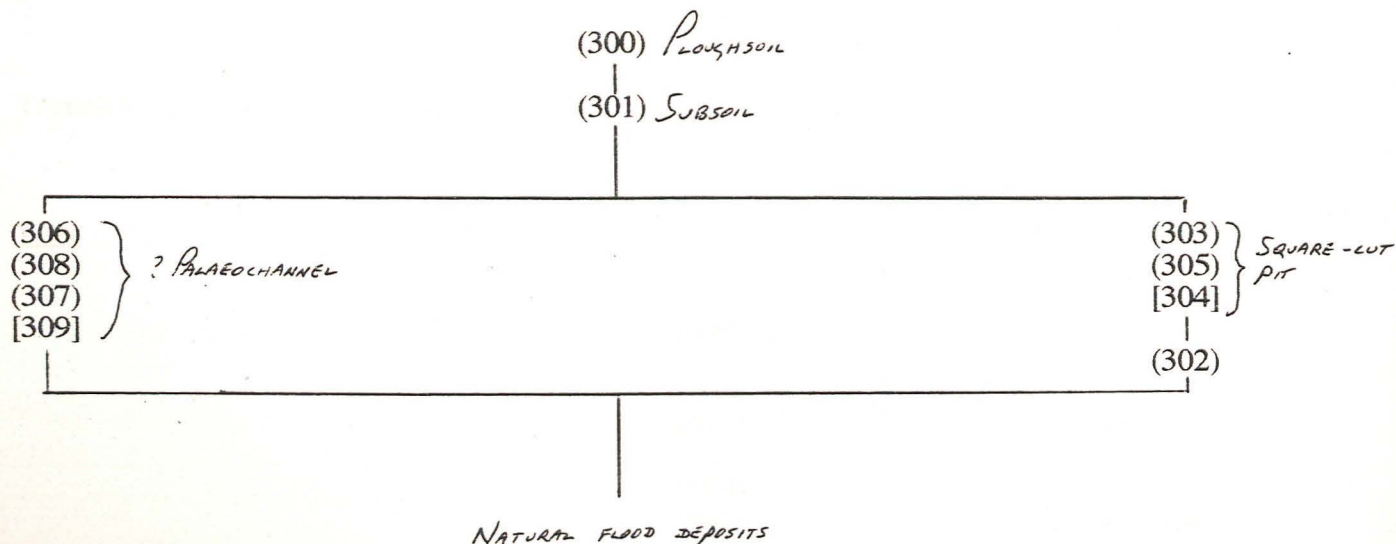 (300) PLOUGHSOIL
(301) SUBSOIL
(306)
(308)
(307)
[309]
? PALAEOCHANNEL
(303)
(305)
[304]
SQUARE-CUT
PIT
(302)
NATURAL FLOOD DEPOSITS